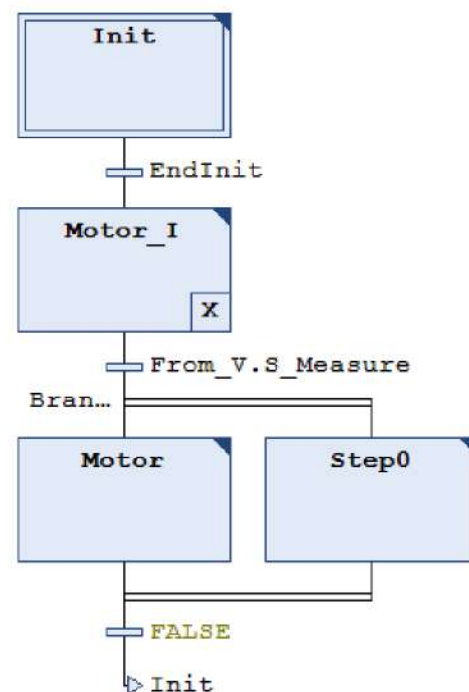 Init
EndInit
Motor_I
X
From_V.S_Measure
Bran...
Motor
Step0
FALSE
Init